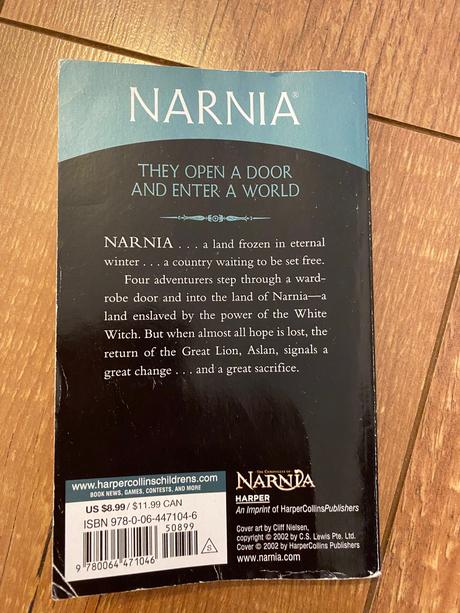 NARNIA®
THEY OPEN A DOOR
AND ENTER A WORLD
NARNIA . . . a land frozen in eternal
winter . . . a country waiting to be set free.
Four adventurers step through a ward-
robe door and into the land of Narnia—a
land enslaved by the power of the White
Witch. But when almost all hope is lost, the
return of the Great Lion, Aslan, signals a
great change . . . and a great sacrifice.
www.harpercollinschildrens.com
BOOK NEWS, GAMES, CONTESTS, AND MORE
US $8.99 / $11.99 CAN
ISBN 978-0-06-447104-6
50899
9 780064 471046
S
THE CHRONICLES OF
NARNIA
HARPER
An Imprint of HarperCollinsPublishers
Cover art by Cliff Nielsen,
copyright © 2002 by C.S. Lewis Pte. Ltd.
Cover © 2002 by HarperCollins Publishers
www.narnia.com